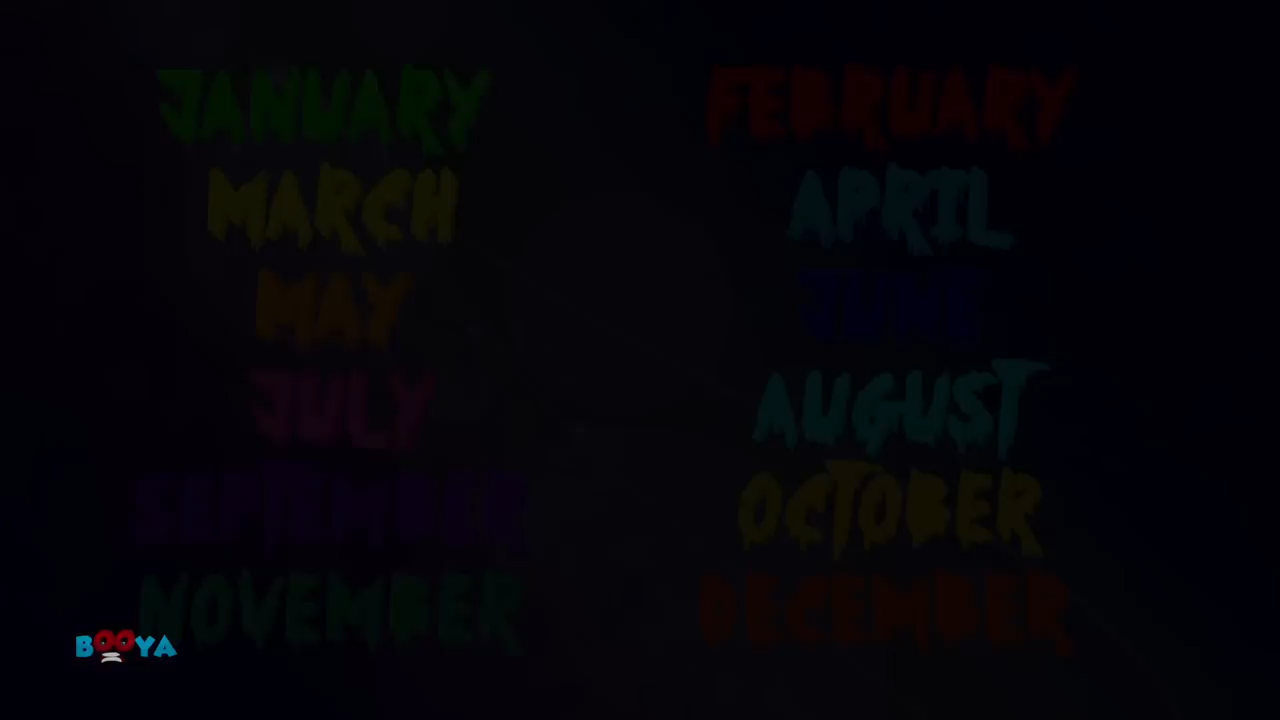 JANUARY FEBRUARY
MARCH APRIL
MAY JUNE
JULY AUGUST
SEPTEMBER OCTOBER
NOVEMBER DECEMBER
BOOYA